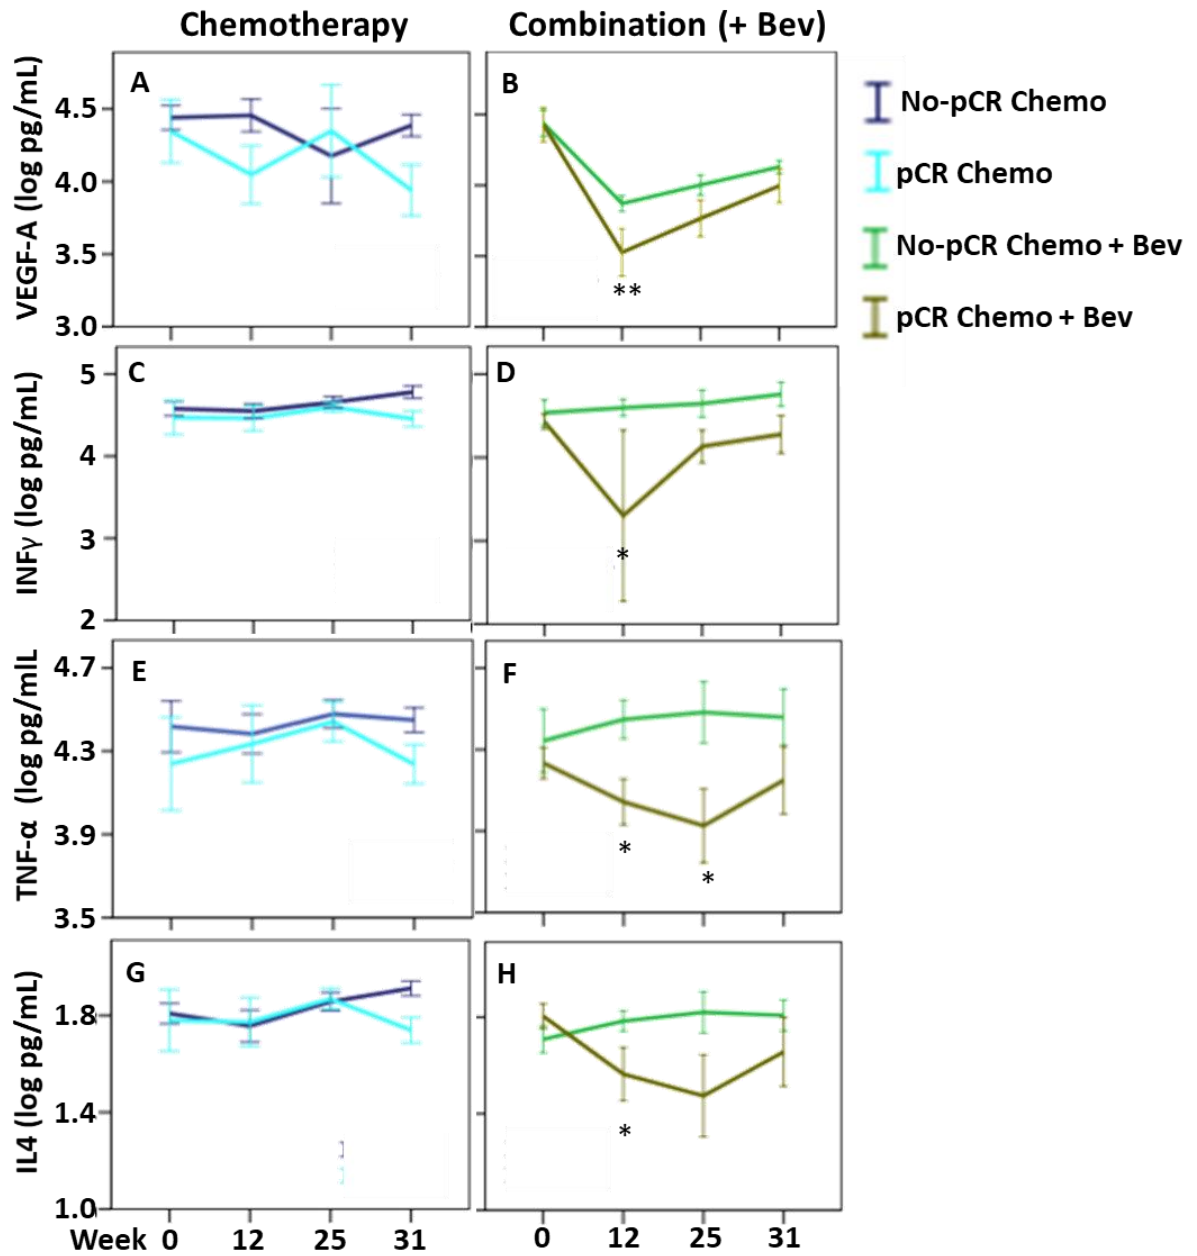 Chemotherapy
Combination (+ Bev)
A
B
VEGF-A (log pg/mL)
4.5
4.0
3.5
3.0
**
No-pCR Chemo
pCR Chemo
No-pCR Chemo + Bev
pCR Chemo + Bev
C
D
INFγ (log pg/mL)
5
4
3
2
*
E
F
TNF-α (log pg/mlL
4.7
4.3
3.9
3.5
*
*
G
H
IL4 (log pg/mL)
1.8
1.4
1.0
*
Week 0 12 25 31
0 12 25 31